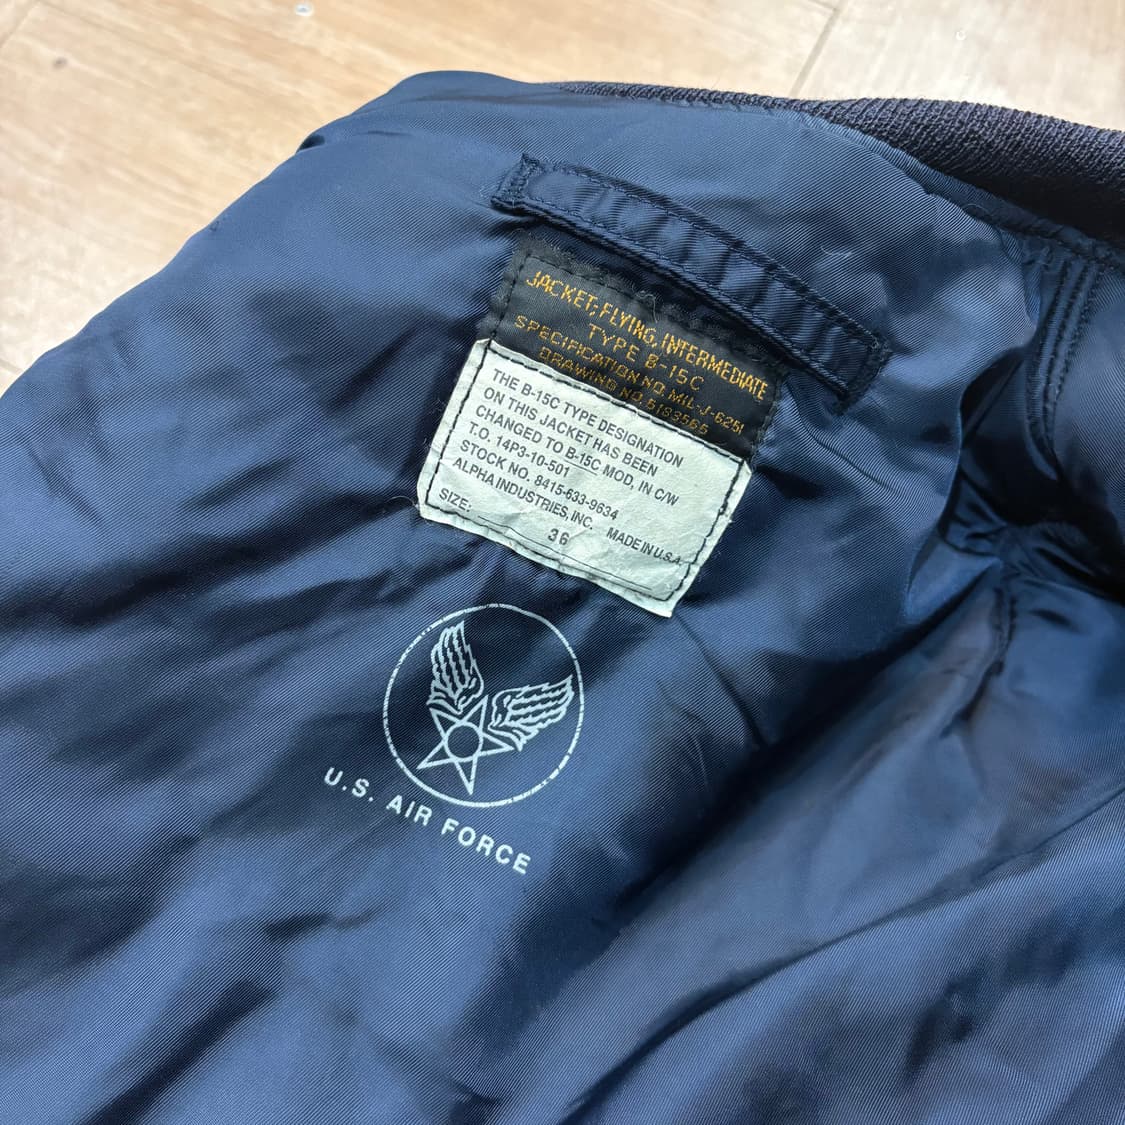 JACKET, FLYING, INTERMEDIATE
TYPE B-15C
SPECIFICATION NO. MIL-J-6251
DRAWING NO. 5183565
THE B-15C TYPE DESIGNATION
ON THIS JACKET HAS BEEN
CHANGED TO B-15C MOD, IN C/W
T.O. 14P3-10-501
STOCK NO. 8415-633-9634
ALPHA INDUSTRIES, INC. MADE IN U.S.A.
SIZE: 36
U.S. AIR FORCE